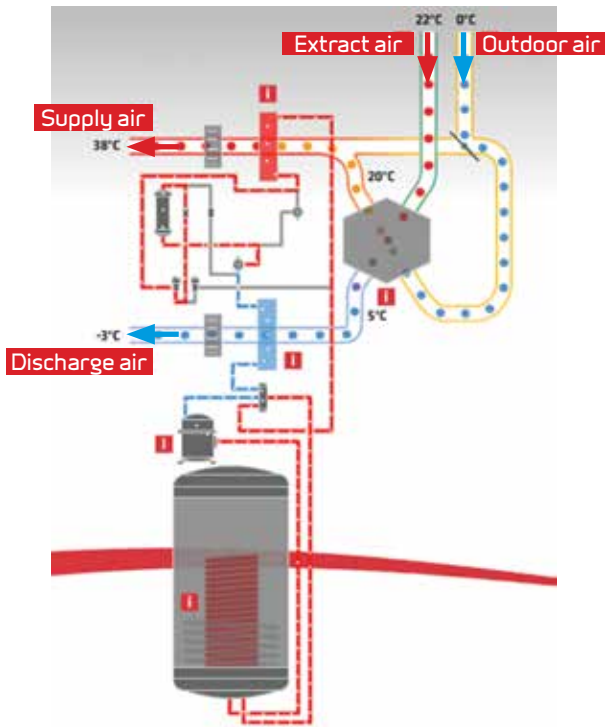 22°C 0°C
Extract air Outdoor air
i
Supply air
38°C
20°C
i
5°C
-3°C
i
Discharge air
i
i